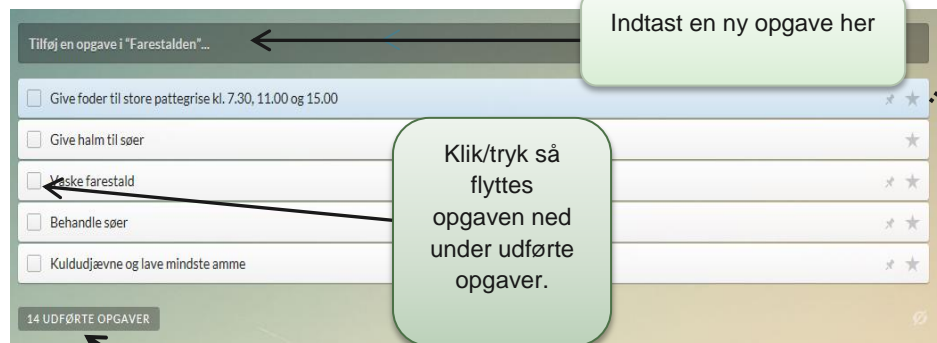 Indtast en ny opgave her
Tilføj en opgave i "Farestalden"...
Give foder til store pattegrise kl. 7.30, 11.00 og 15.00
Give halm til søer
Vaske farestald
Behandle søer
Kuldudjævne og lave mindste amme
Klik/tryk så
flyttes
opgaven ned
under udførte
opgaver.
14 UDFØRTE OPGAVER